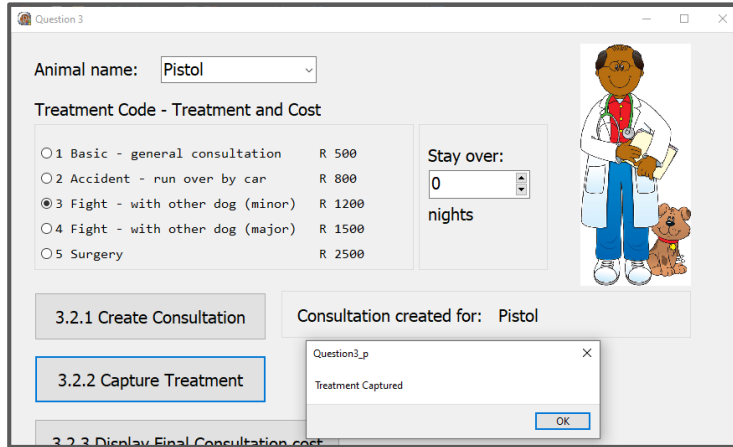 Question 3
Animal name: Pistol
Treatment Code - Treatment and Cost
1 Basic - general consultation R 500
2 Accident - run over by car R 800
3 Fight - with other dog (minor) R 1200
4 Fight - with other dog (major) R 1500
5 Surgery R 2500
Stay over:
0
nights
3.2.1 Create Consultation
Consultation created for: Pistol
Question3_p
Treatment Captured
OK
3.2.2 Capture Treatment
3.2.3 Display Final Consultation cost